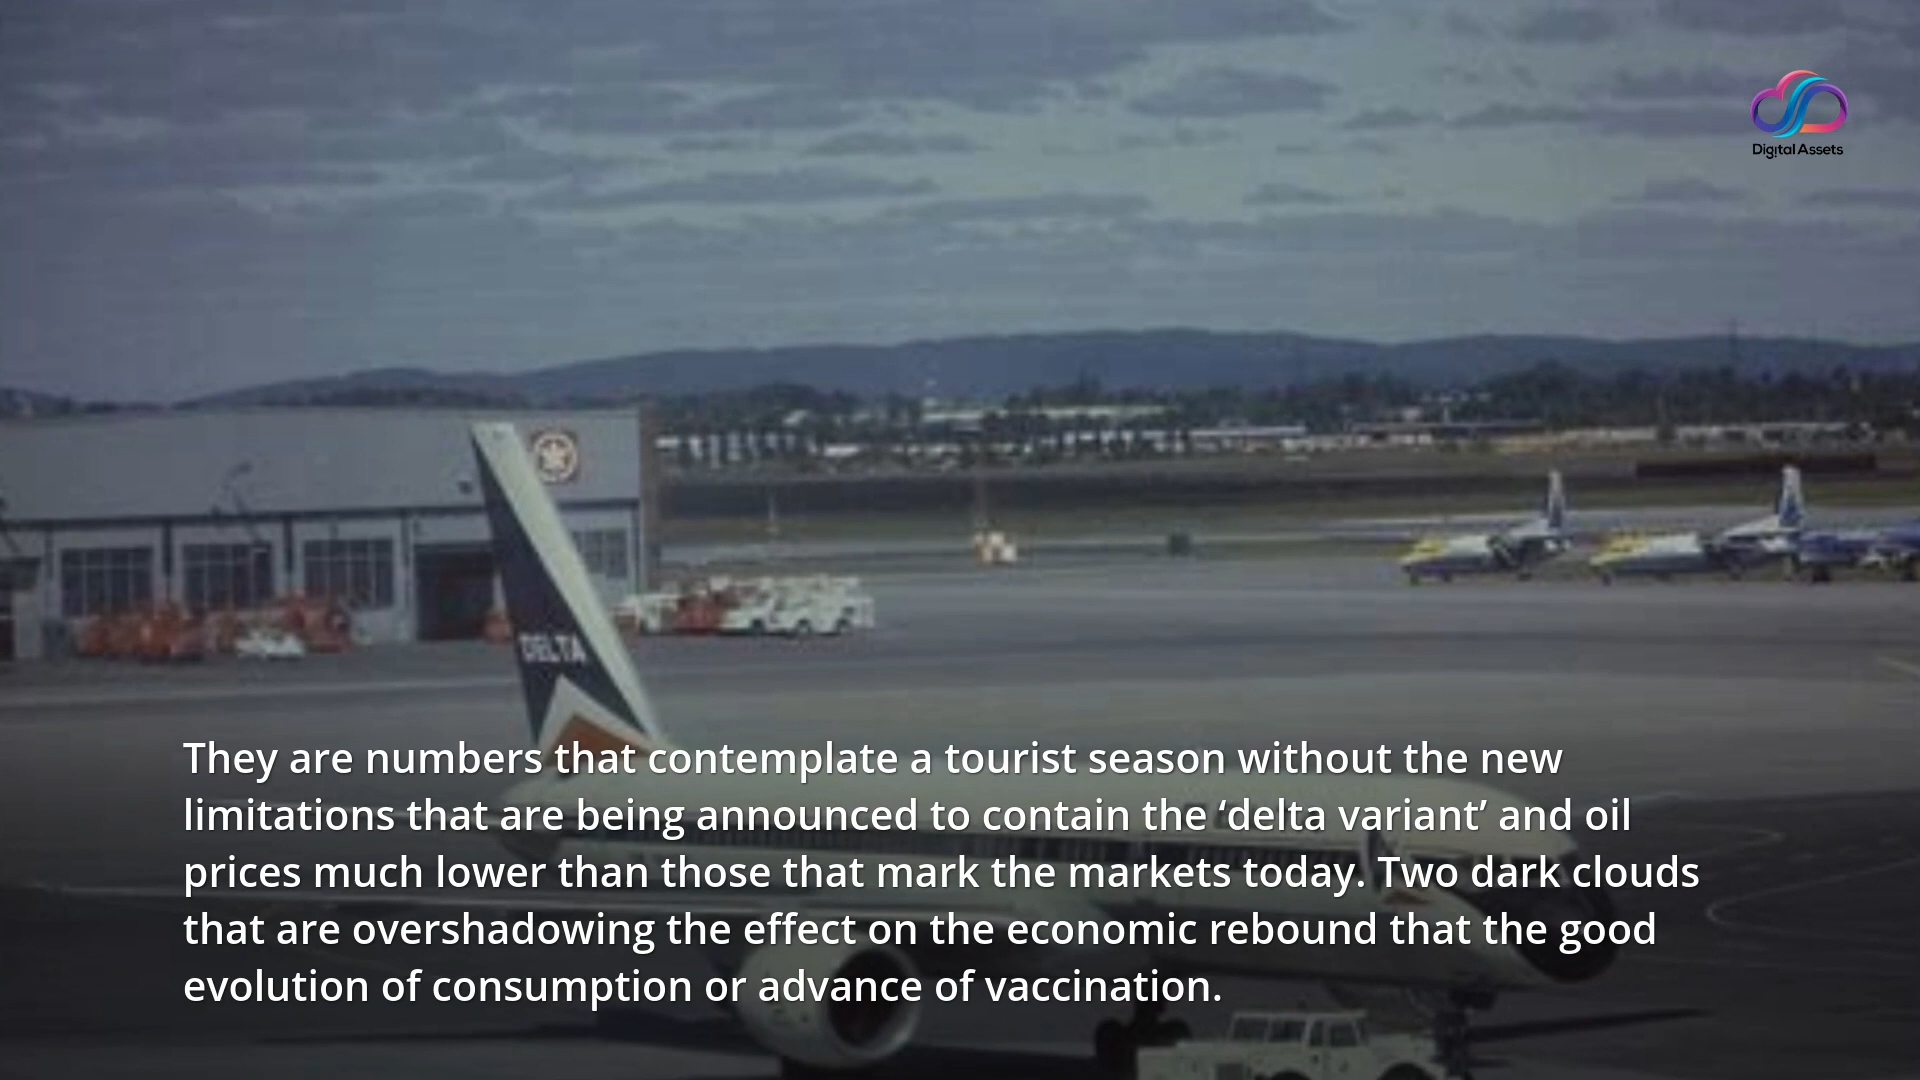 Digital Assets
DELTA
They are numbers that contemplate a tourist season without the new
limitations that are being announced to contain the ‘delta variant’ and oil
prices much lower than those that mark the markets today. Two dark clouds
that are overshadowing the effect on the economic rebound that the good
evolution of consumption or advance of vaccination.